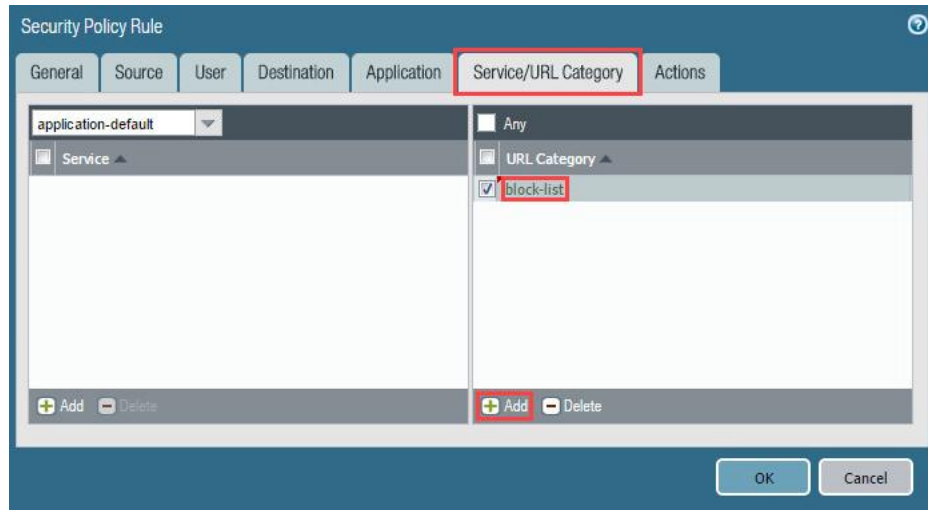 Security Policy Rule
General Source User Destination Application Service/URL Category Actions
application-default
Any
Service
URL Category
block-list
Add Delete
Add Delete
OK Cancel